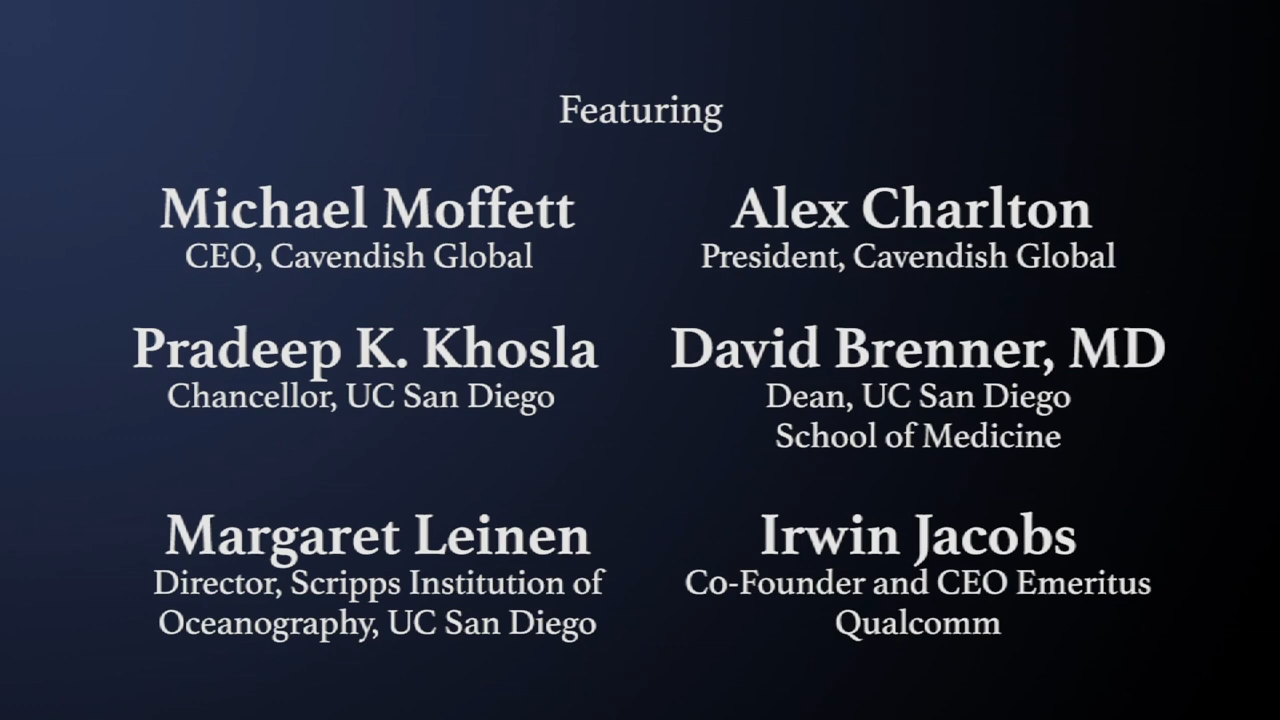 Featuring
Michael Moffett
CEO, Cavendish Global
Alex Charlton
President, Cavendish Global
Pradeep K. Khosla
Chancellor, UC San Diego
David Brenner, MD
Dean, UC San Diego
School of Medicine
Margaret Leinen
Director, Scripps Institution of
Oceanography, UC San Diego
Irwin Jacobs
Co-Founder and CEO Emeritus
Qualcomm